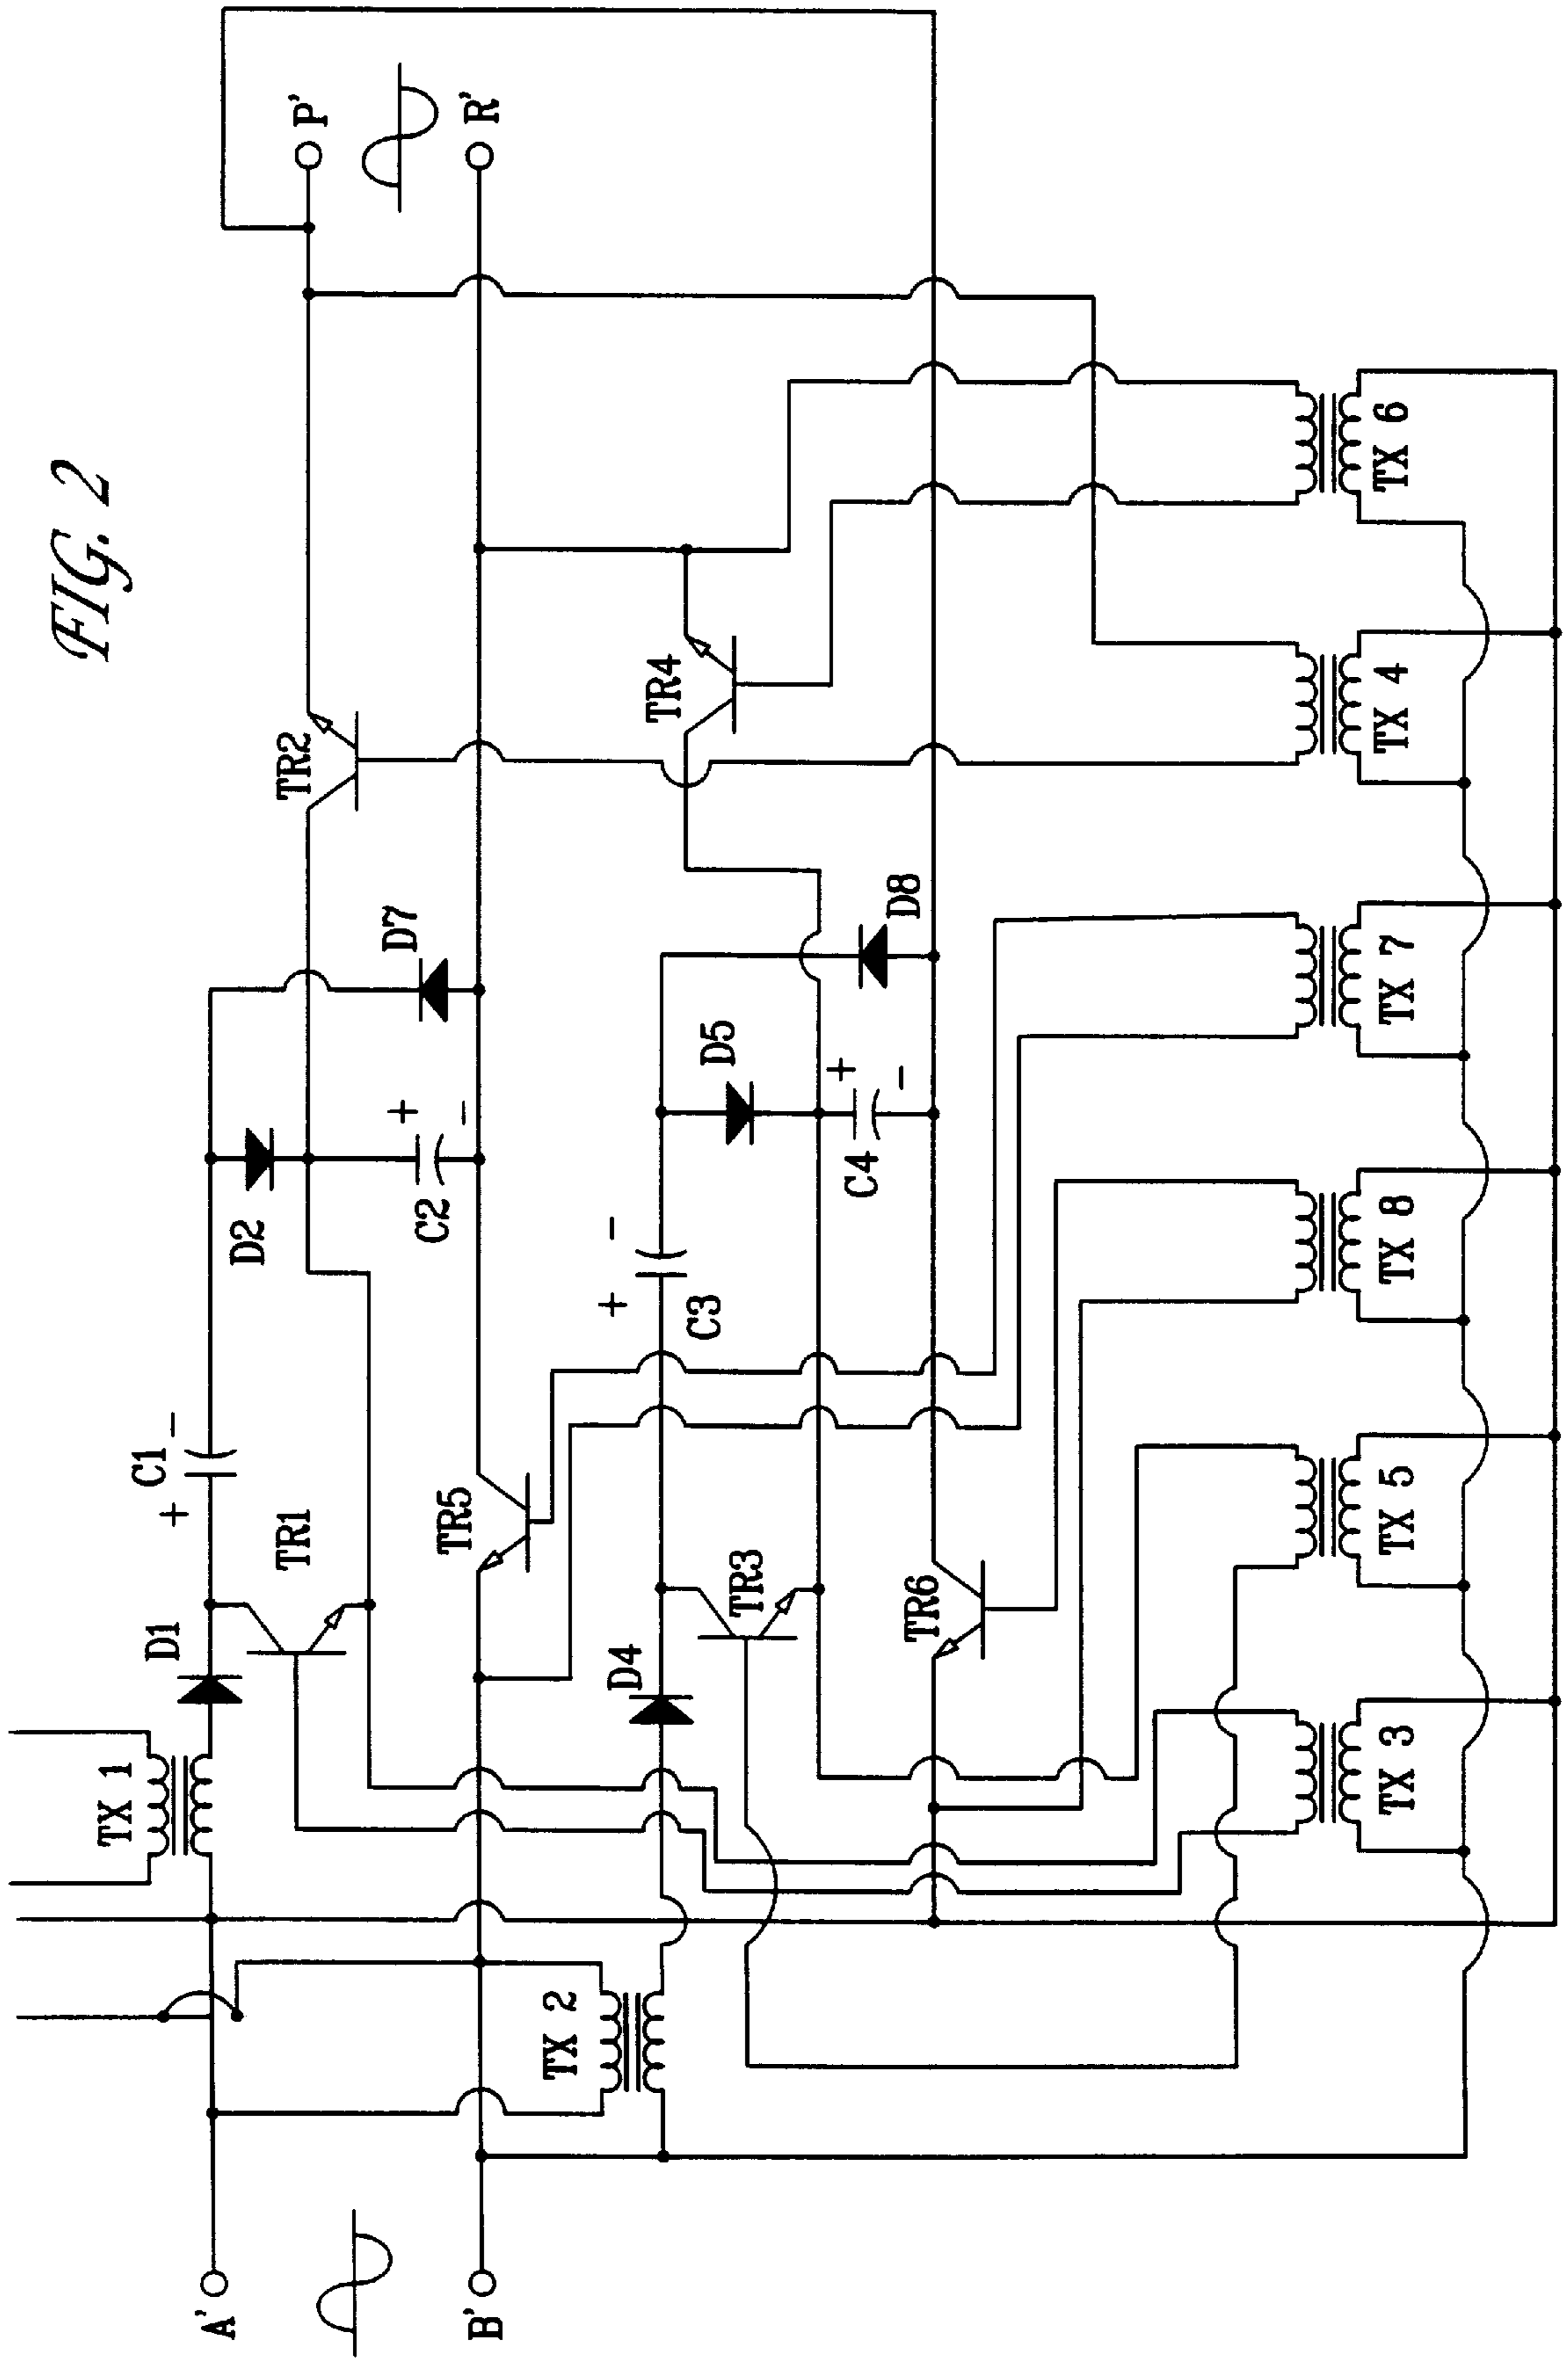 FIG. 2
A'
B'
P'
R'
TX 1
D1
+
C1
-
TR1
D2
+
C2
-
D7
TR2
TR5
TX 2
D4
TR3
+
C3
-
D5
+
C4
-
D8
TR4
TR6
TX 3
TX 5
TX 8
TX 7
TX 4
TX 6